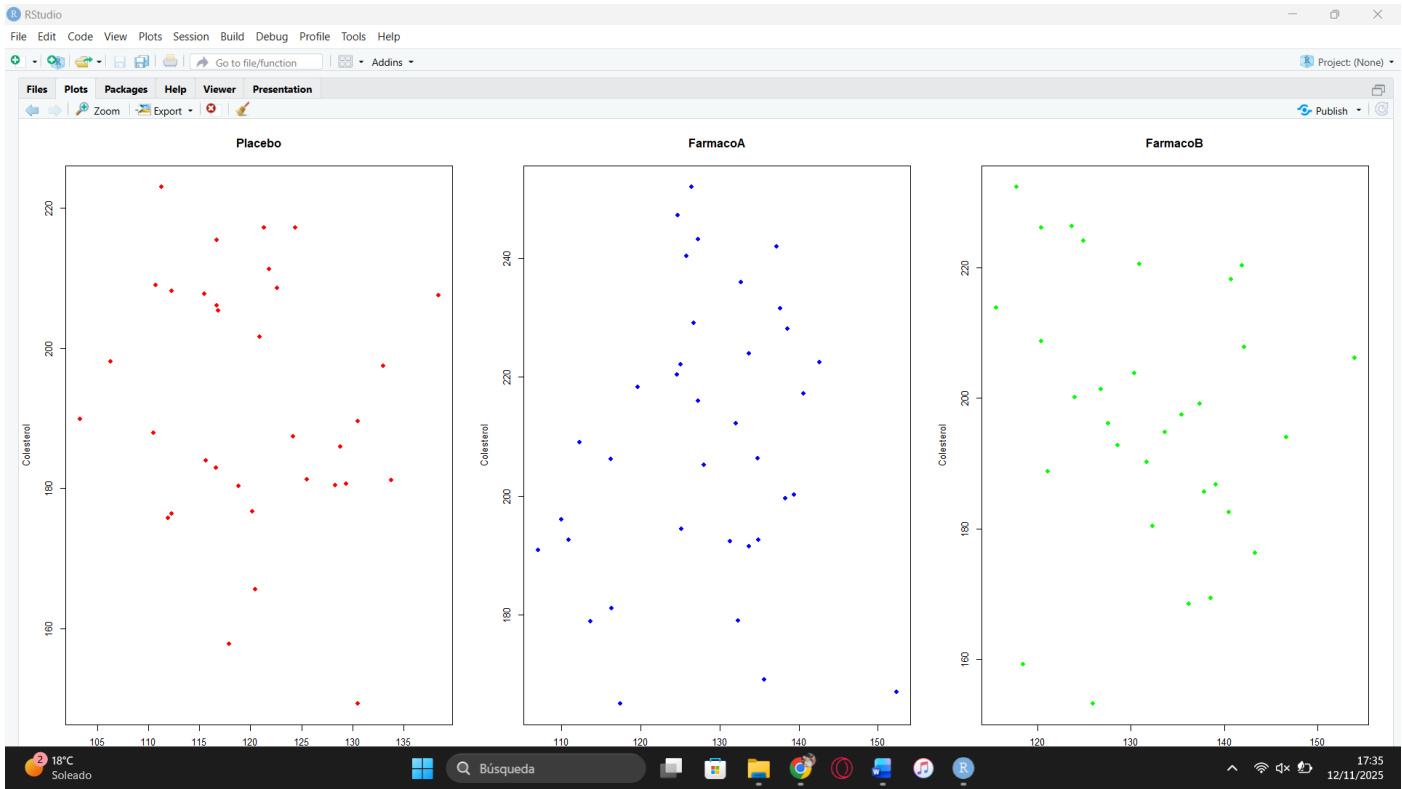 RStudio
File Edit Code View Plots Session Build Debug Profile Tools Help
Go to file/function Addins Project: (None)
Files Plots Packages Help Viewer Presentation
Zoom Export Publish
Placebo
220
200
180
160
Colesterol
105 110 115 120 125 130 135
FarmacoA
240
220
200
180
Colesterol
110 120 130 140 150
FarmacoB
220
200
180
160
Colesterol
120 130 140 150
2 18°C
Soleado
Búsqueda
17:35
12/11/2025